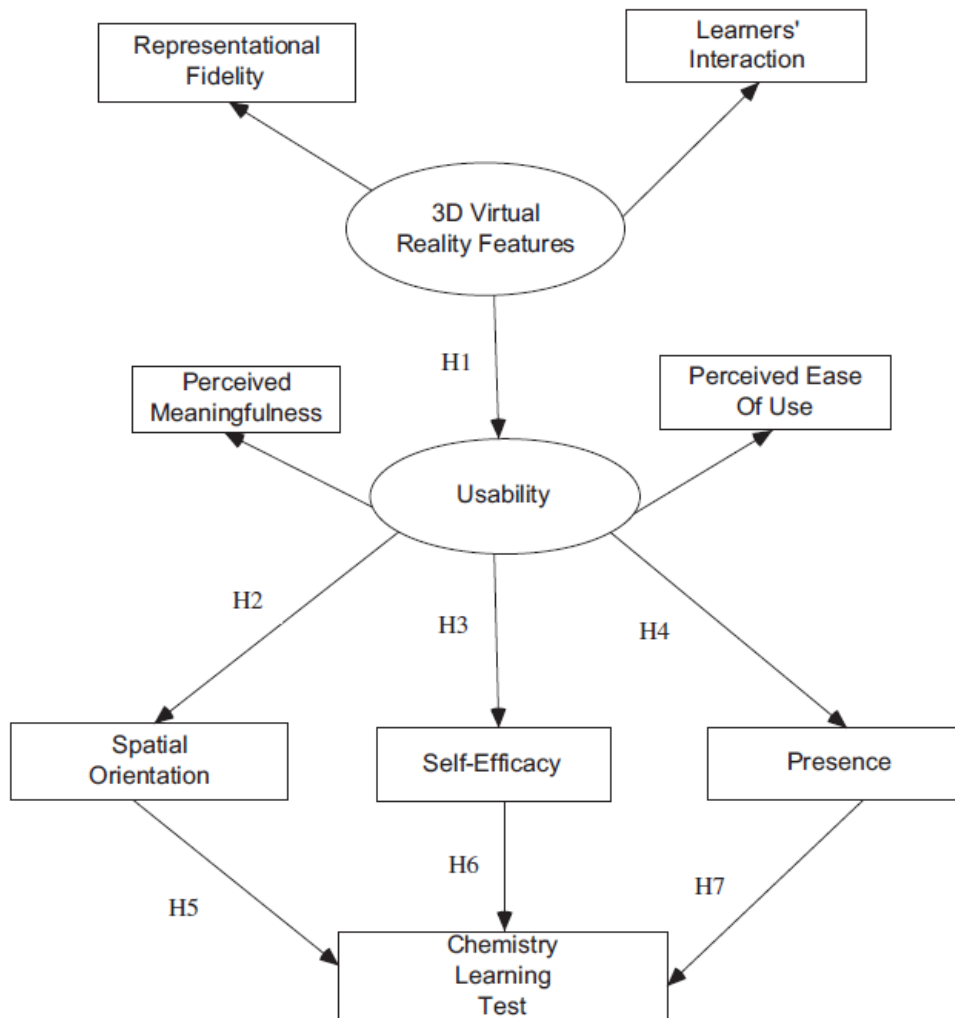 Representational
Fidelity
Learners'
Interaction
3D Virtual
Reality Features
H1
Perceived
Meaningfulness
Perceived Ease
Of Use
Usability
H2
H3
H4
Spatial
Orientation
Self-Efficacy
Presence
H5
H6
H7
Chemistry
Learning
Test